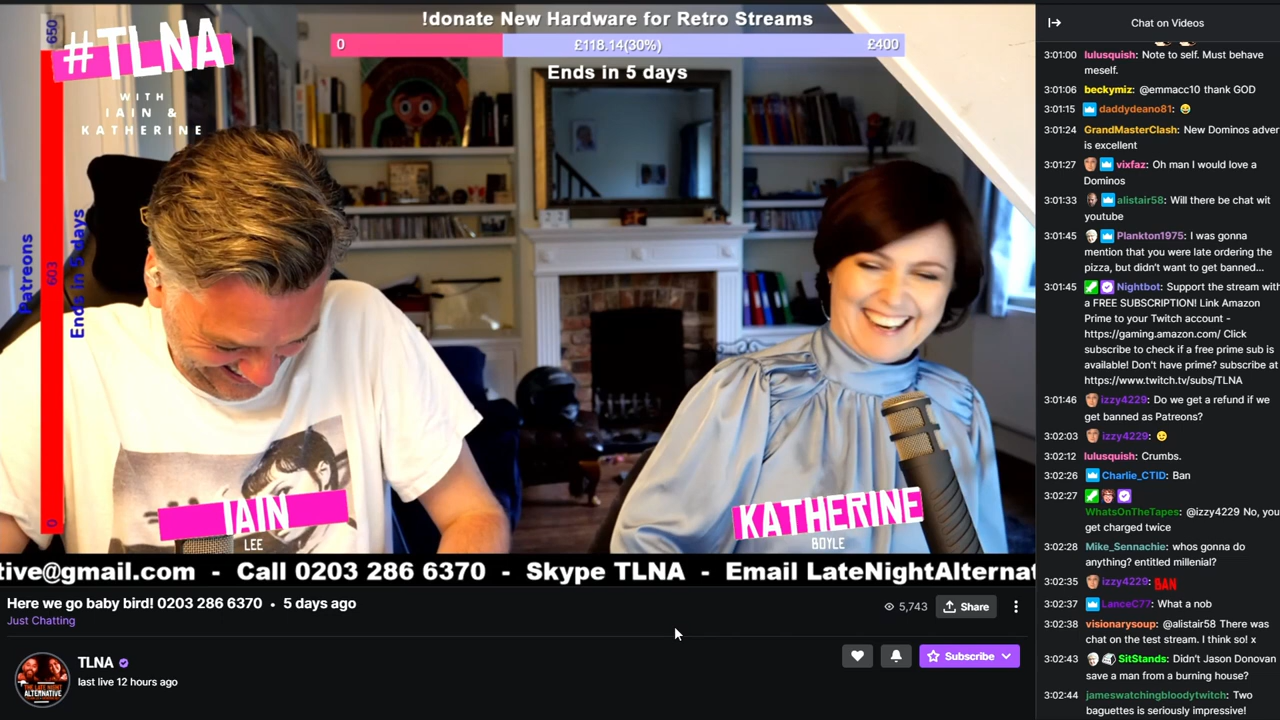 650
#TLNA
WITH
IAIN &
KATHERINE
Patreons
603
Ends in 5 days
0
!donate New Hardware for Retro Streams
0
£118.14(30%)
£400
Ends in 5 days
IAIN
LEE
KATHERINE
BOYLE
tive@gmail.com - Call 0203 286 6370 - Skype TLNA - Email LateNightAlternat
Here we go baby bird! 0203 286 6370 • 5 days ago
5,743
Share
Just Chatting
THE LATE NIGHT
ALTERNATIVE
TLNA
last live 12 hours ago
Subscribe
Chat on Videos
3:01:00 lulusquish: Note to self. Must behave
meself.
3:01:06 beckymiz: @emmacc10 thank GOD
3:01:15 daddydeano81:
3:01:24 GrandMasterClash: New Dominos adver
is excellent
3:01:27 vixfaz: Oh man I would love a
Dominos
3:01:33 alistair58: Will there be chat wit
youtube
3:01:45 Plankton1975: I was gonna
mention that you were late ordering the
pizza, but didn't want to get banned...
3:01:45 Nightbot: Support the stream with
a FREE SUBSCRIPTION! Link Amazon
Prime to your Twitch account -
https://gaming.amazon.com/ Click
subscribe to check if a free prime sub is
available! Don't have prime? subscribe at
https://www.twitch.tv/subs/TLNA
3:01:46 izzy4229: Do we get a refund if we
get banned as Patreons?
3:02:03 izzy4229:
3:02:12 lulusquish: Crumbs.
3:02:26 Charlie_CTID: Ban
3:02:27
WhatsOnTheTapes: @izzy4229 No, you
get charged twice
3:02:28 Mike_Sennachie: whos gonna do
anything? entitled millenial?
3:02:35 izzy4229: BAN
3:02:37 LanceC77: What a nob
3:02:38 visionarysoup: @alistair58 There was
chat on the test stream. I think so! x
3:02:43 SitStands: Didn't Jason Donovan
save a man from a burning house?
3:02:44 jameswatchingbloodytwitch: Two
baguettes is seriously impressive!